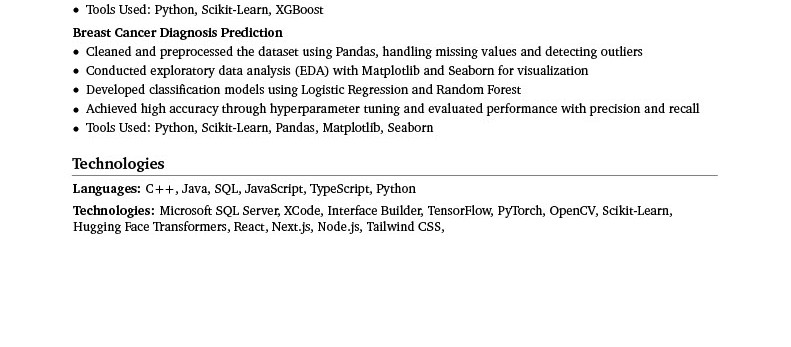 • Tools Used: Python, Scikit-Learn, XGBoost
Breast Cancer Diagnosis Prediction
• Cleaned and preprocessed the dataset using Pandas, handling missing values and detecting outliers
• Conducted exploratory data analysis (EDA) with Matplotlib and Seaborn for visualization
• Developed classification models using Logistic Regression and Random Forest
• Achieved high accuracy through hyperparameter tuning and evaluated performance with precision and recall
• Tools Used: Python, Scikit-Learn, Pandas, Matplotlib, Seaborn
Technologies
Languages: C++, Java, SQL, JavaScript, TypeScript, Python
Technologies: Microsoft SQL Server, XCode, Interface Builder, TensorFlow, PyTorch, OpenCV, Scikit-Learn,
Hugging Face Transformers, React, Next.js, Node.js, Tailwind CSS,